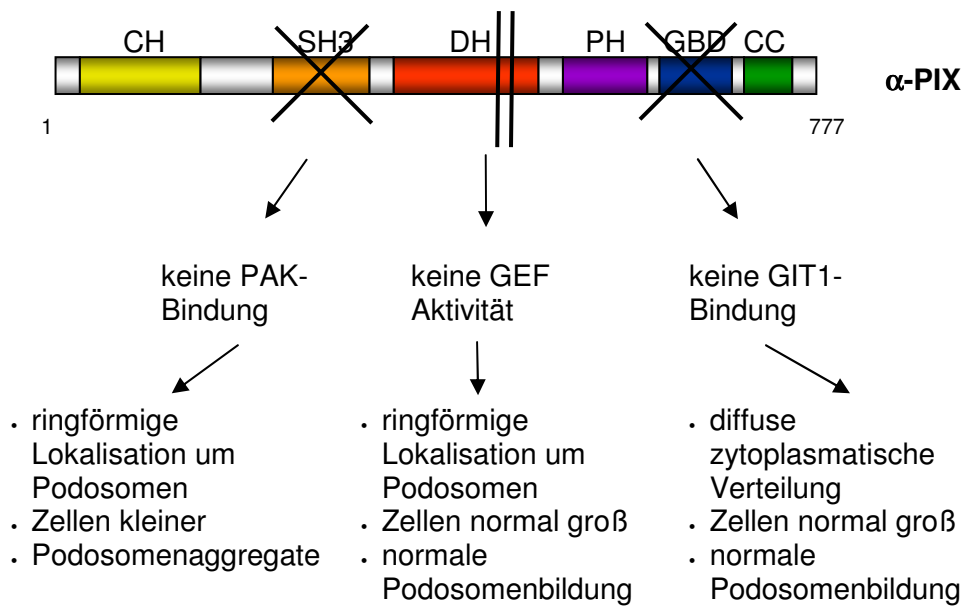 CH SH3 DH PH GBD CC
α-PIX
1 777
keine PAK-
Bindung
keine GEF
Aktivität
keine GIT1-
Bindung
• ringförmige
Lokalisation um
Podosomen
• Zellen kleiner
• Podosomenaggregate
• ringförmige
Lokalisation um
Podosomen
• Zellen normal groß
• normale
Podosomenbildung
• diffuse
zytoplasmatische
Verteilung
• Zellen normal groß
• normale
Podosomenbildung